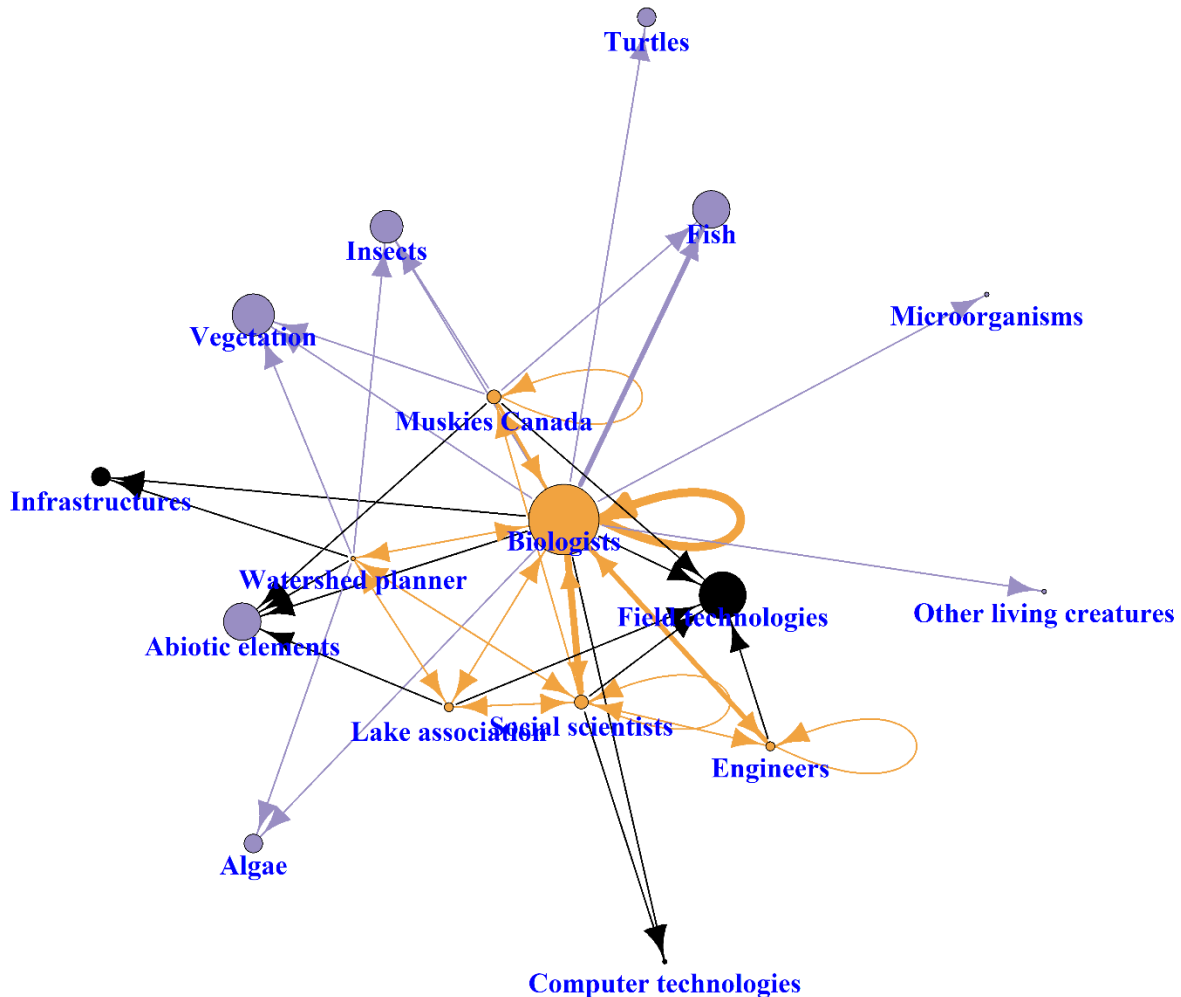 Turtles
Fish
Insects
Microorganisms
Vegetation
Muskies Canada
Infrastructures
Biologists
Watershed planner
Other living creatures
Field technologies
Abiotic elements
Lake association
Social scientists
Engineers
Algae
Computer technologies